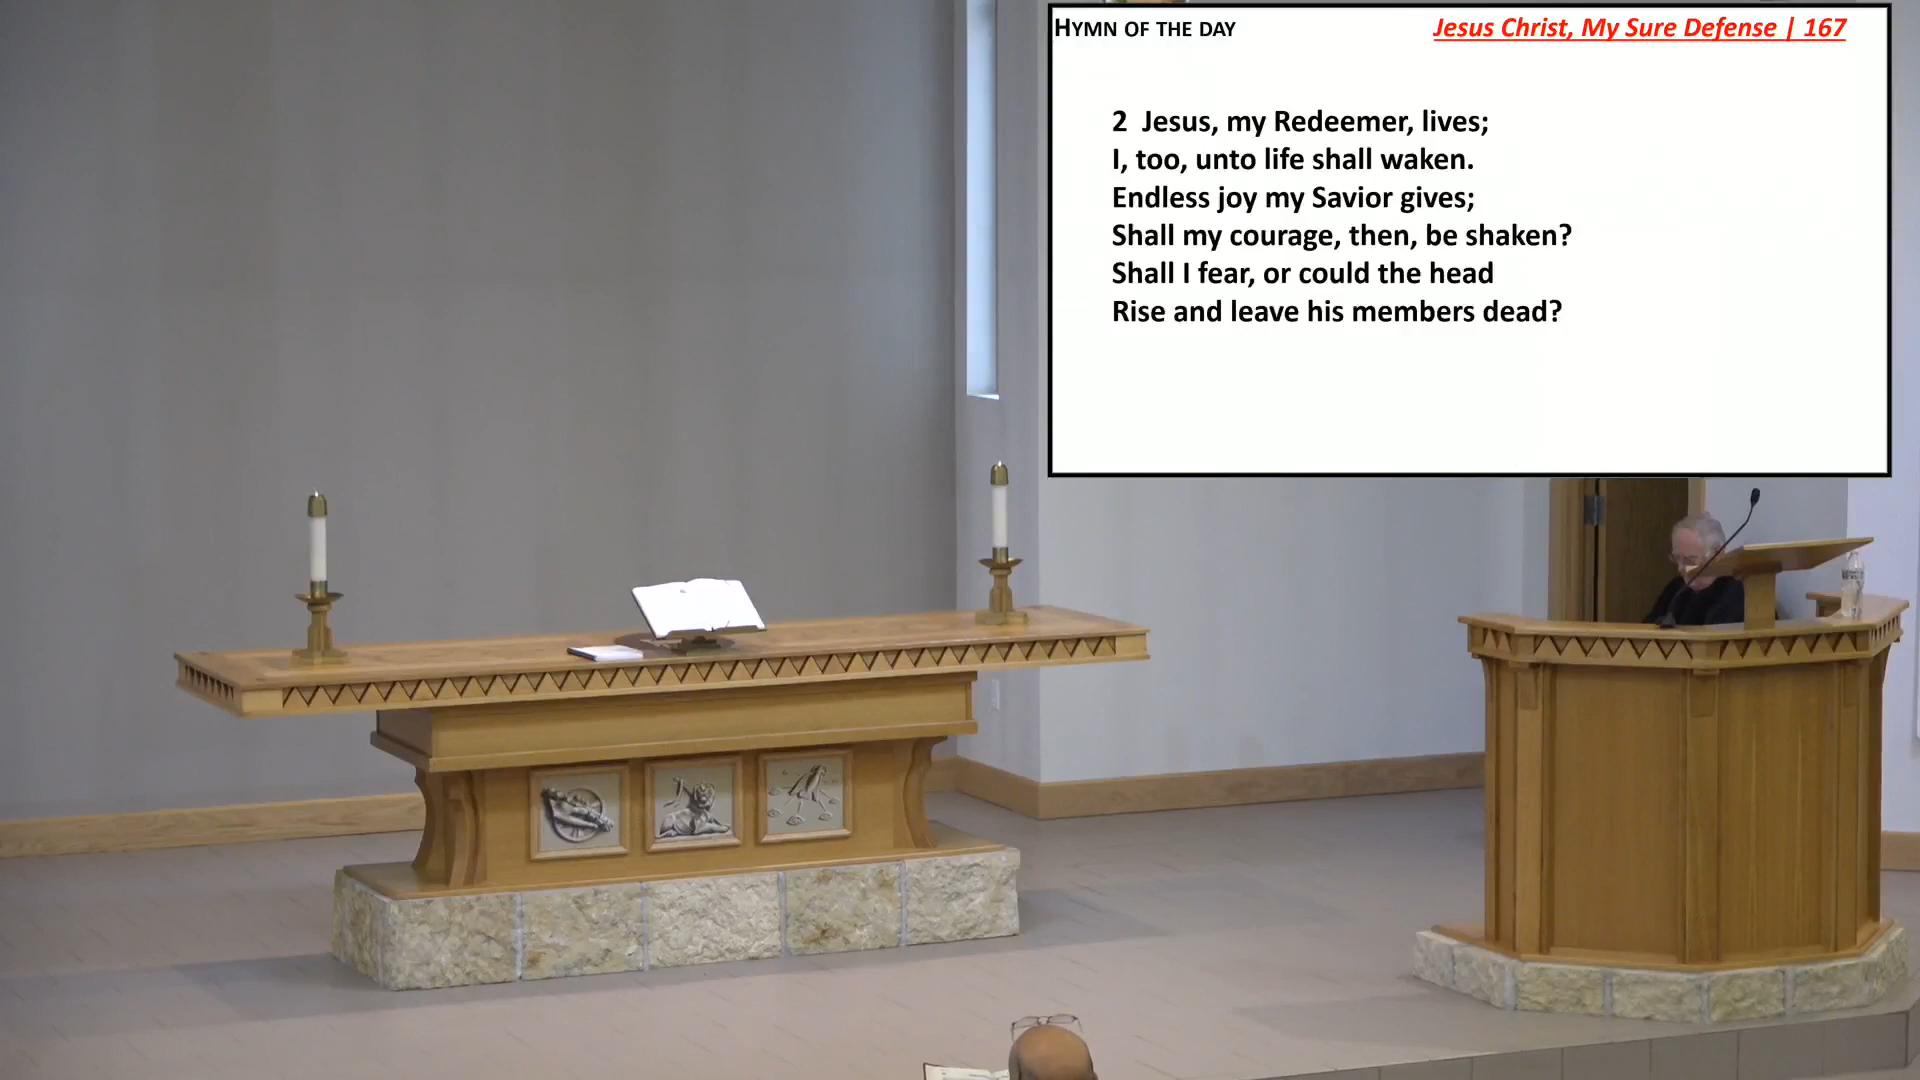 HYMN OF THE DAY
Jesus Christ, My Sure Defense | 167
2 Jesus, my Redeemer, lives;
I, too, unto life shall waken.
Endless joy my Savior gives;
Shall my courage, then, be shaken?
Shall I fear, or could the head
Rise and leave his members dead?